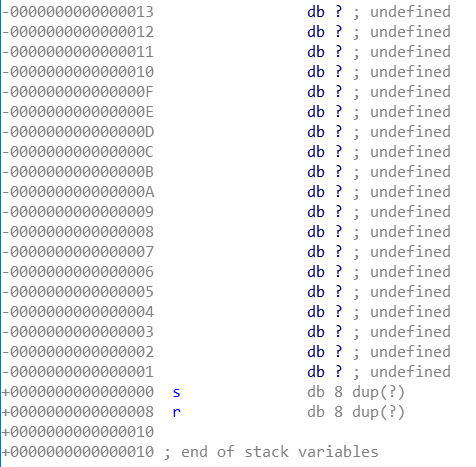 -0000000000000013 db ? ; undefined
-0000000000000012 db ? ; undefined
-0000000000000011 db ? ; undefined
-0000000000000010 db ? ; undefined
-000000000000000F db ? ; undefined
-000000000000000E db ? ; undefined
-000000000000000D db ? ; undefined
-000000000000000C db ? ; undefined
-000000000000000B db ? ; undefined
-000000000000000A db ? ; undefined
-0000000000000009 db ? ; undefined
-0000000000000008 db ? ; undefined
-0000000000000007 db ? ; undefined
-0000000000000006 db ? ; undefined
-0000000000000005 db ? ; undefined
-0000000000000004 db ? ; undefined
-0000000000000003 db ? ; undefined
-0000000000000002 db ? ; undefined
-0000000000000001 db ? ; undefined
+0000000000000000 s db 8 dup(?)
+0000000000000008 r db 8 dup(?)
+0000000000000010
+0000000000000010 ; end of stack variables